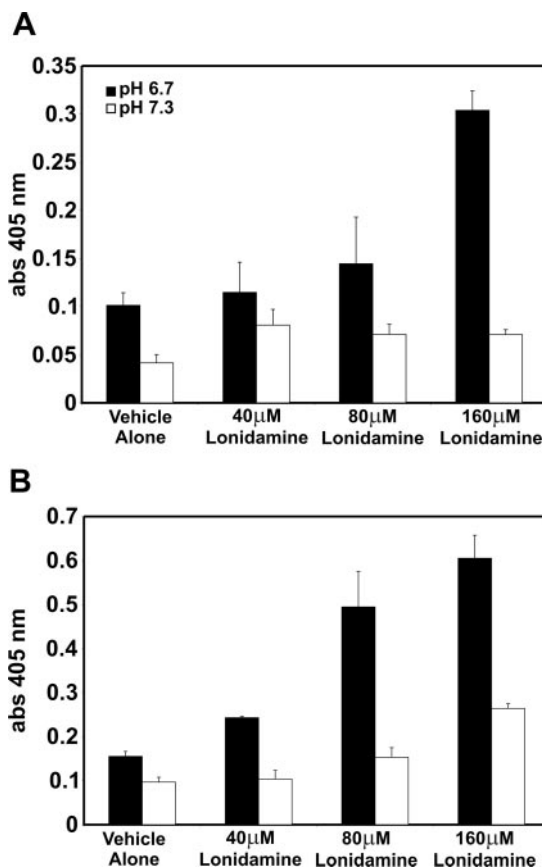 A
0.35
0.3
0.25
0.2
0.15
0.1
0.05
0
abs 405 nm
pH 6.7
pH 7.3
Vehicle 40µM 80µM 160µM
Alone Lonidamine Lonidamine Lonidamine
B
0.7
0.6
0.5
0.4
0.3
0.2
0.1
0
abs 405 nm
Vehicle 40µM 80µM 160µM
Alone Lonidamine Lonidamine Lonidamine